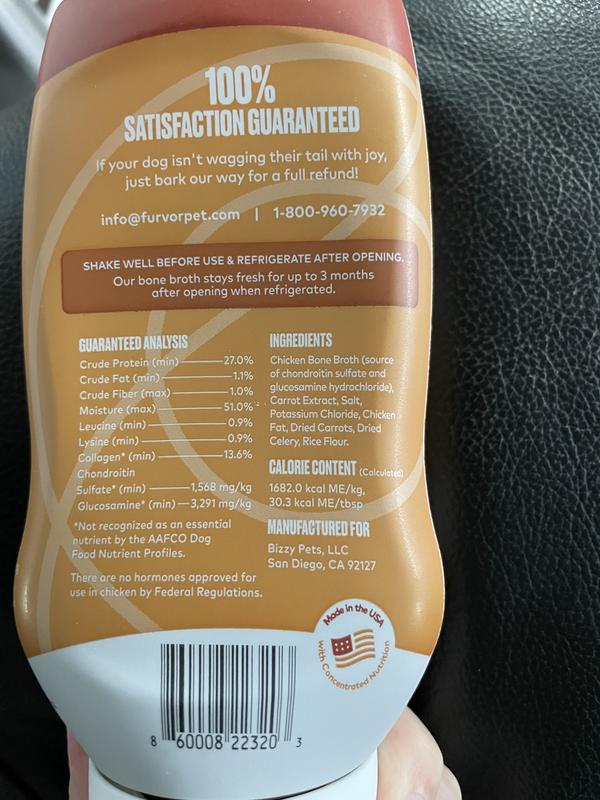 100%
SATISFACTION GUARANTEED
If your dog isn't wagging their tail with joy,
just bark our way for a full refund!
info@furvorpet.com | 1-800-960-7932
SHAKE WELL BEFORE USE & REFRIGERATE AFTER OPENING.
Our bone broth stays fresh for up to 3 months
after opening when refrigerated.
GUARANTEED ANALYSIS
Crude Protein (min) 27.0%
Crude Fat (min) 1.1%
Crude Fiber (max) 1.0%
Moisture (max) 51.0%
Leucine (min) 0.9%
Lysine (min) 0.9%
Collagen* (min) 13.6%
Chondroitin
Sulfate* (min) 1,568 mg/kg
Glucosamine* (min) 3,291 mg/kg
*Not recognized as an essential
nutrient by the AAFCO Dog
Food Nutrient Profiles.
There are no hormones approved for
use in chicken by Federal Regulations.
INGREDIENTS
Chicken Bone Broth (source
of chondroitin sulfate and
glucosamine hydrochloride),
Carrot Extract, Salt,
Potassium Chloride, Chicken
Fat, Dried Carrots, Dried
Celery, Rice Flour.
CALORIE CONTENT (Calculated)
1682.0 kcal ME/kg,
30.3 kcal ME/tbsp
MANUFACTURED FOR
Bizzy Pets, LLC
San Diego, CA 92127
Made in the USA
with Concentrated Nutrition
8 60008 22320 3